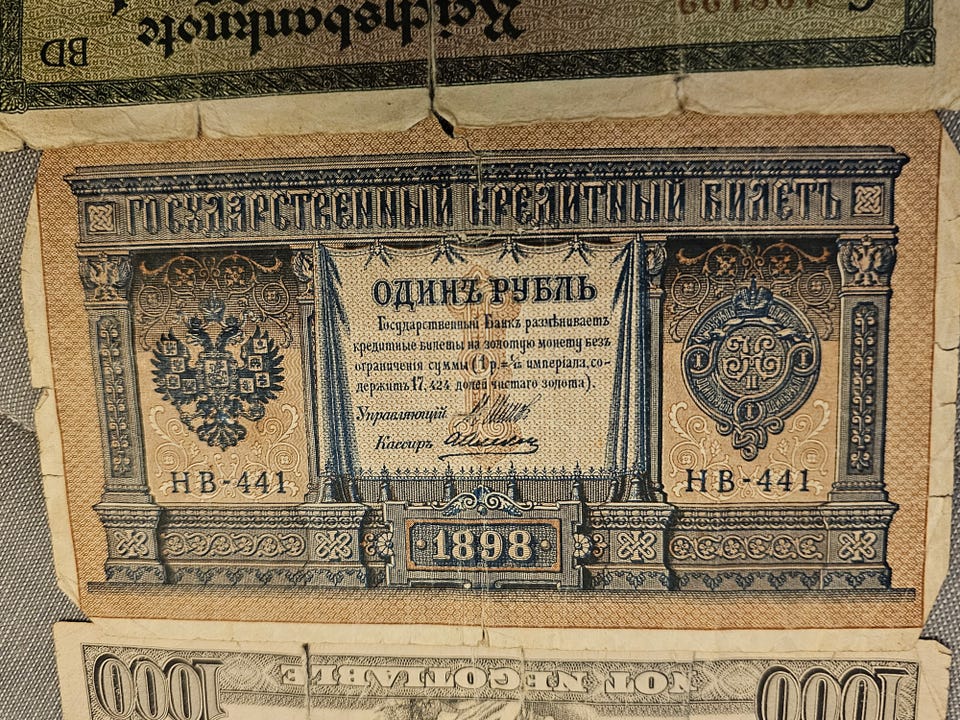 Reichsbanknote
BD
ГОСУДАРСТВЕННЫЙ КРЕДИТНЫЙ БИЛЕТЪ
ОДИНЪ РУБЛЬ
Государственный Банкъ размѣниваетъ
кредитные билеты на золотую монету безъ
ограниченія суммы (1 р.= 1/15 имперіала, со-
держитъ 17,424 долей чистаго золота).
Управляющій
Кассиръ
НВ-441 НВ-441
1898
1000 NOT NEGOTIABLE 1000